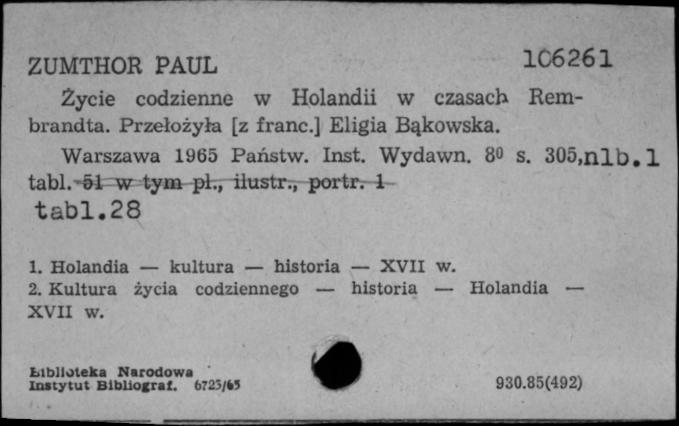 ZUMTHOR PAUL 106261
Życie codzienne w Holandii w czasach Rem-
brandta. Przełożyła [z franc.] Eligia Bąkowska.
Warszawa 1965 Państw. Inst. Wydawn. 8⁰ s. 305,nlb.1
tabl. 51 w tym pl., ilustr., portr. 1
tabl.28
1. Holandia — kultura — historia — XVII w.
2. Kultura życia codziennego — historia — Holandia —
XVII w.
Biblioteka Narodowa
Instytut Bibliograf. 6723/65 930.85(492)